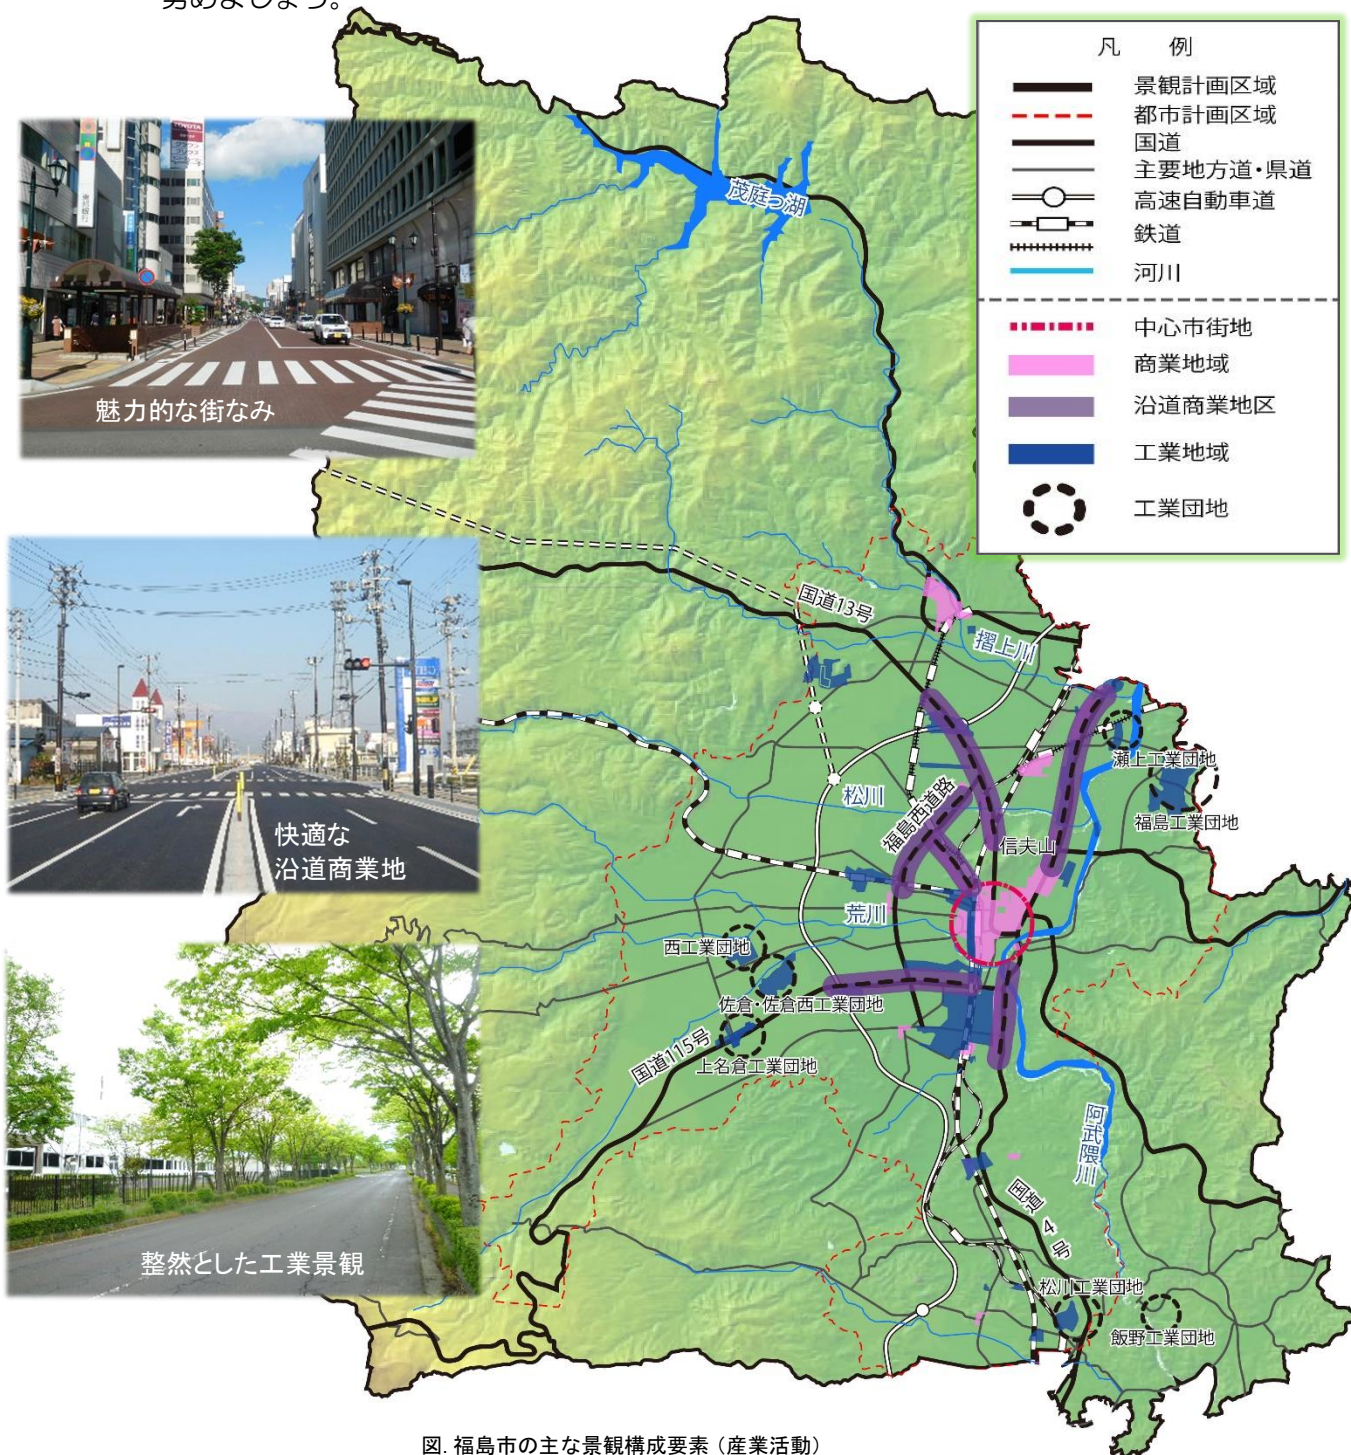 努めましょう。
凡　例
景観計画区域
都市計画区域
国道
主要地方道・県道
高速自動車道
鉄道
河川
中心市街地
商業地域
沿道商業地区
工業地域
工業団地
魅力的な街なみ
快適な
沿道商業地
整然とした工業景観
茂庭っ湖
国道13号
摺上川
瀬上工業団地
福島工業団地
松川
福島西道路
信夫山
荒川
西工業団地
佐倉・佐倉西工業団地
国道115号
上名倉工業団地
阿武隈川
国道4号
松川工業団地
飯野工業団地
図. 福島市の主な景観構成要素（産業活動）